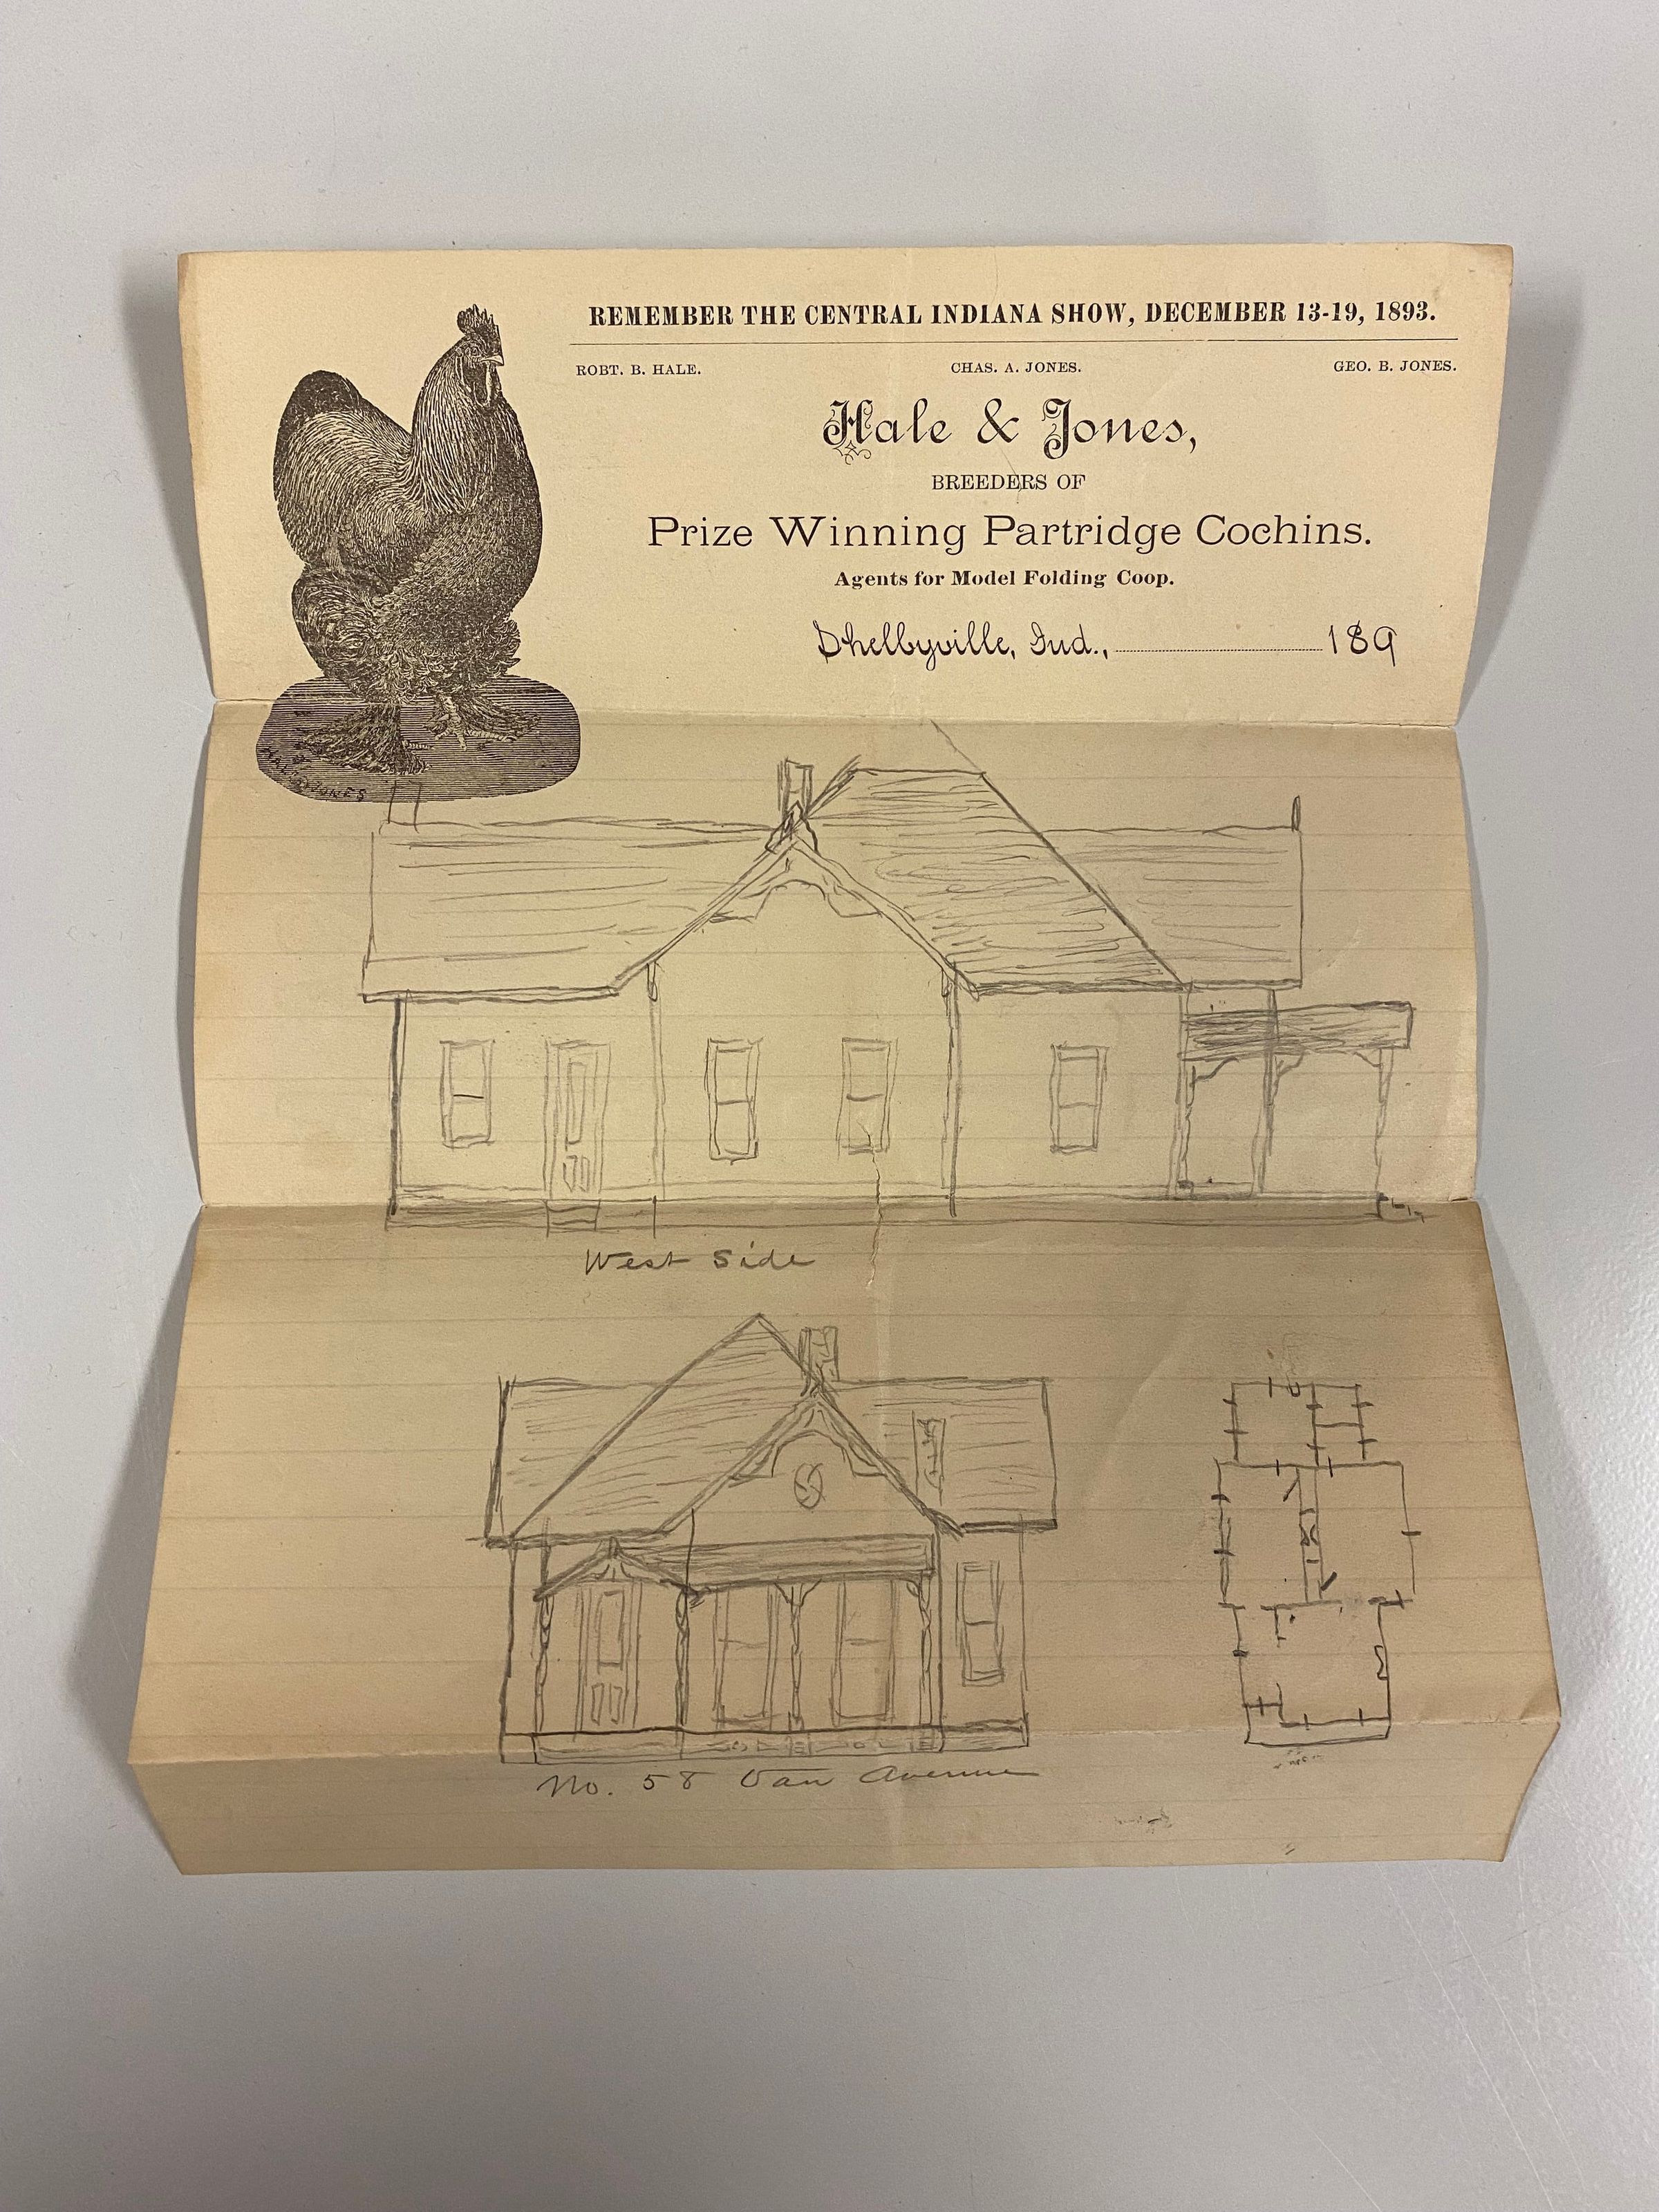 REMEMBER THE CENTRAL INDIANA SHOW, DECEMBER 13-19, 1893.
ROBT. B. HALE. CHAS. A. JONES. GEO. B. JONES.
Hale & Jones,
BREEDERS OF
Prize Winning Partridge Cochins.
Agents for Model Folding Coop.
Shelbyville, Ind., 189
HALE & JONES
West Side
No. 58 Van Avenue